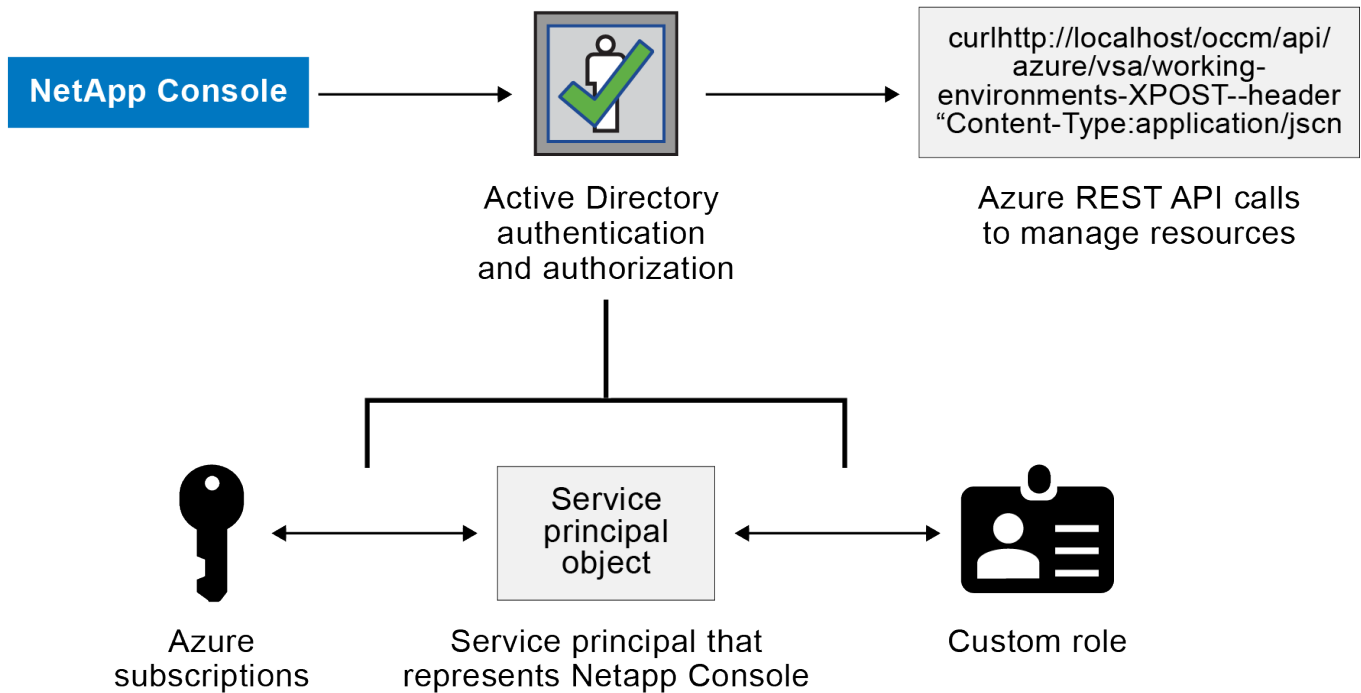 NetApp Console
curlhttp://localhost/occm/api/
azure/vsa/working-
environments-XPOST--header
“Content-Type:application/jscn
Active Directory
authentication
and authorization
Azure REST API calls
to manage resources
Service
principal
object
Azure
subscriptions
Service principal that
represents Netapp Console
Custom role